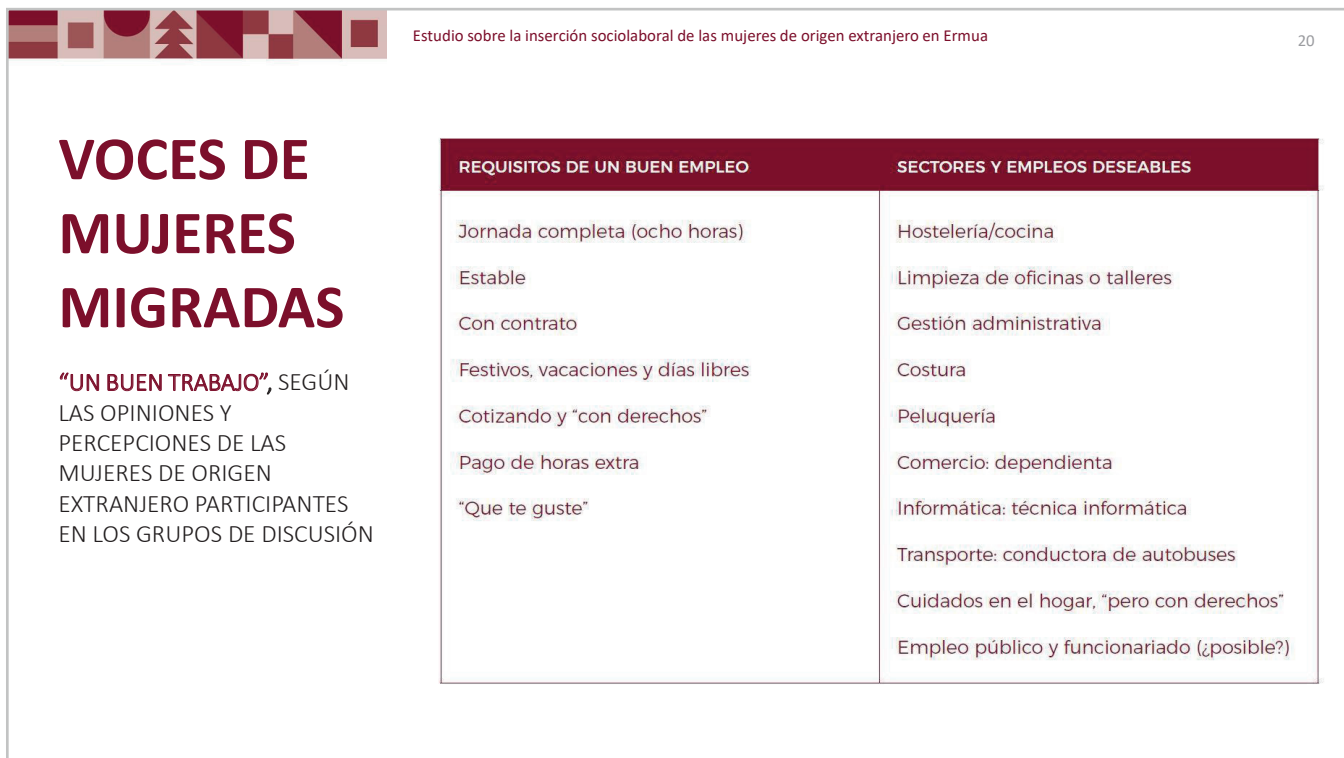 Estudio sobre la inserción sociolaboral de las mujeres de origen extranjero en Ermua
20
VOCES DE
MUJERES
MIGRADAS
“UN BUEN TRABAJO”, SEGÚN
LAS OPINIONES Y
PERCEPCIONES DE LAS
MUJERES DE ORIGEN
EXTRANJERO PARTICIPANTES
EN LOS GRUPOS DE DISCUSIÓN
REQUISITOS DE UN BUEN EMPLEO
Jornada completa (ocho horas)
Estable
Con contrato
Festivos, vacaciones y días libres
Cotizando y “con derechos”
Pago de horas extra
“Que te guste”
SECTORES Y EMPLEOS DESEABLES
Hostelería/cocina
Limpieza de oficinas o talleres
Gestión administrativa
Costura
Peluquería
Comercio: dependienta
Informática: técnica informática
Transporte: conductora de autobuses
Cuidados en el hogar, “pero con derechos”
Empleo público y funcionariado (¿posible?)